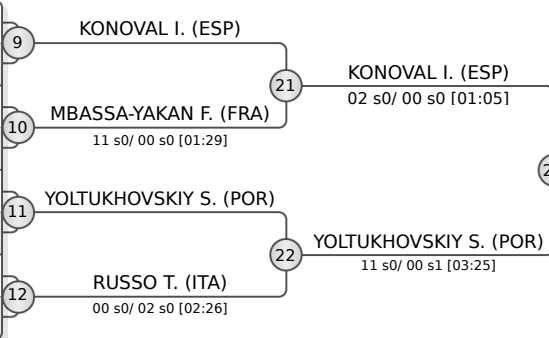 9
KONOVAL I. (ESP)
21
KONOVAL I. (ESP)
02 s0/ 00 s0 [01:05]
10
MBASSA-YAKAN F. (FRA)
11 s0/ 00 s0 [01:29]
11
YOLTUKHOVSKIY S. (POR)
22
YOLTUKHOVSKIY S. (POR)
11 s0/ 00 s1 [03:25]
12
RUSSO T. (ITA)
00 s0/ 02 s0 [02:26]